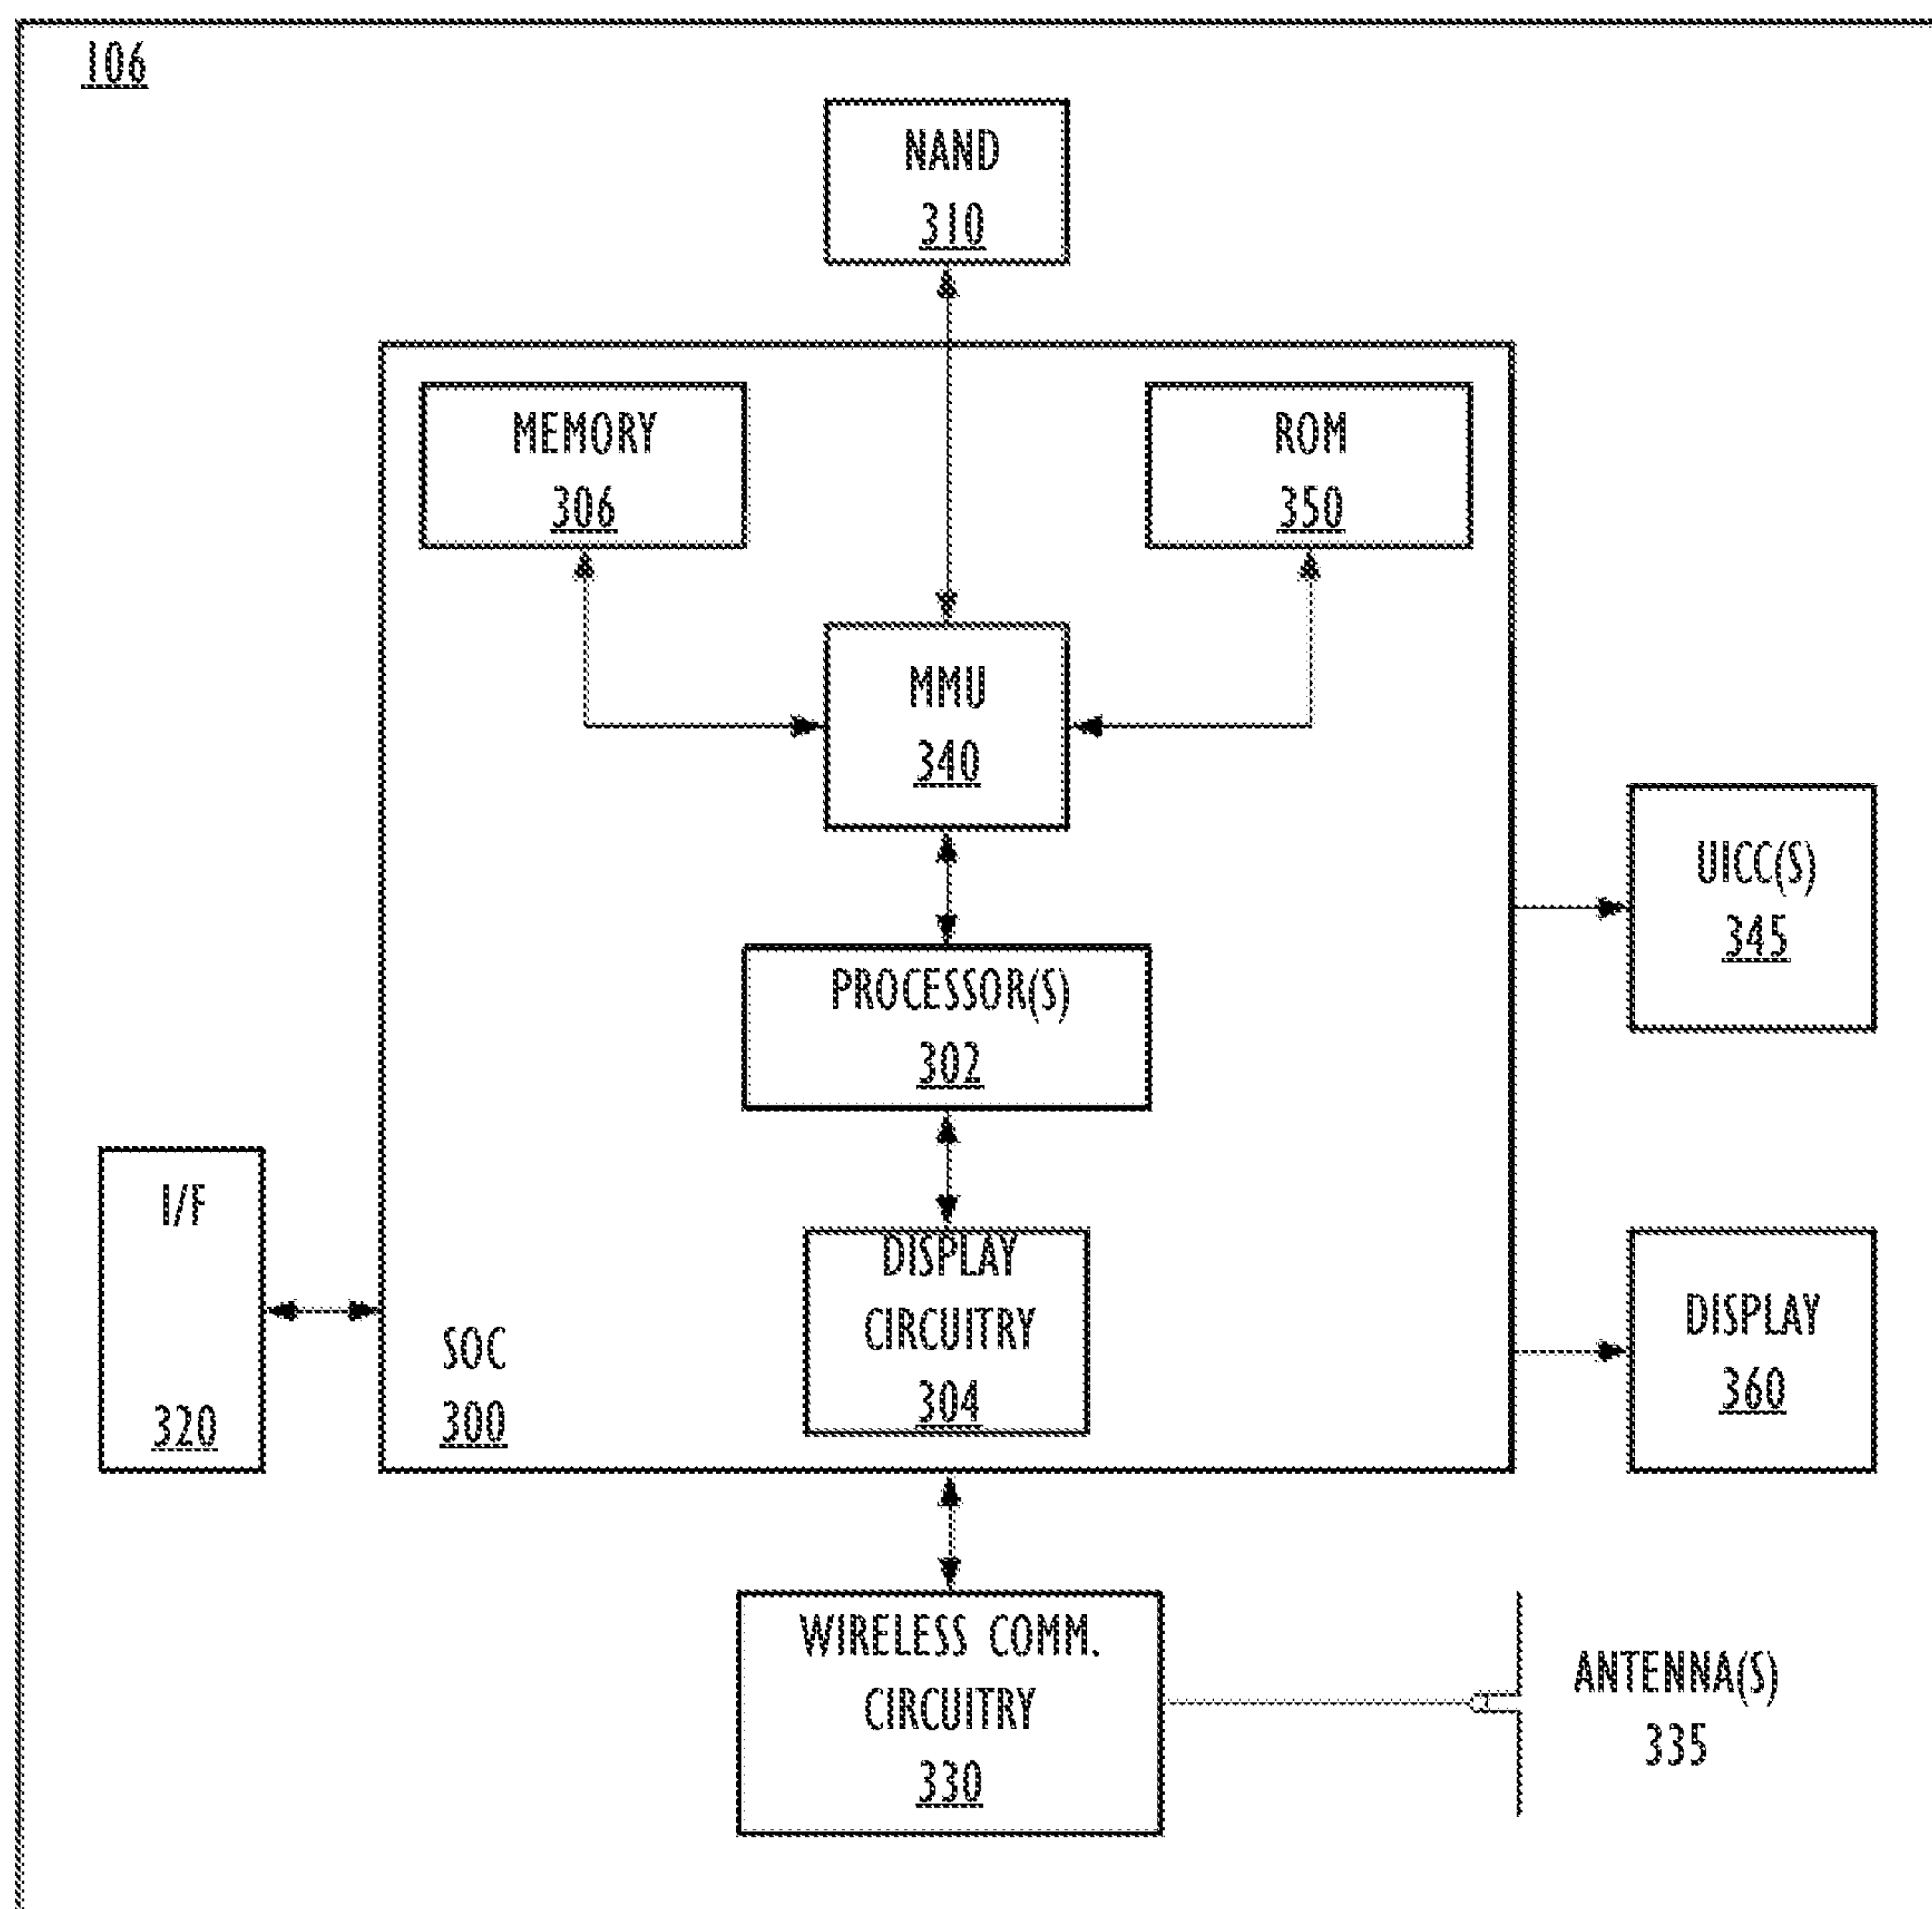 106
NAND
310
MEMORY
306
ROM
350
MMU
340
UICC(S)
345
PROCESSOR(S)
302
I/F
320
DISPLAY
CIRCUITRY
304
SOC
300
DISPLAY
360
WIRELESS COMM.
CIRCUITRY
330
ANTENNA(S)
335